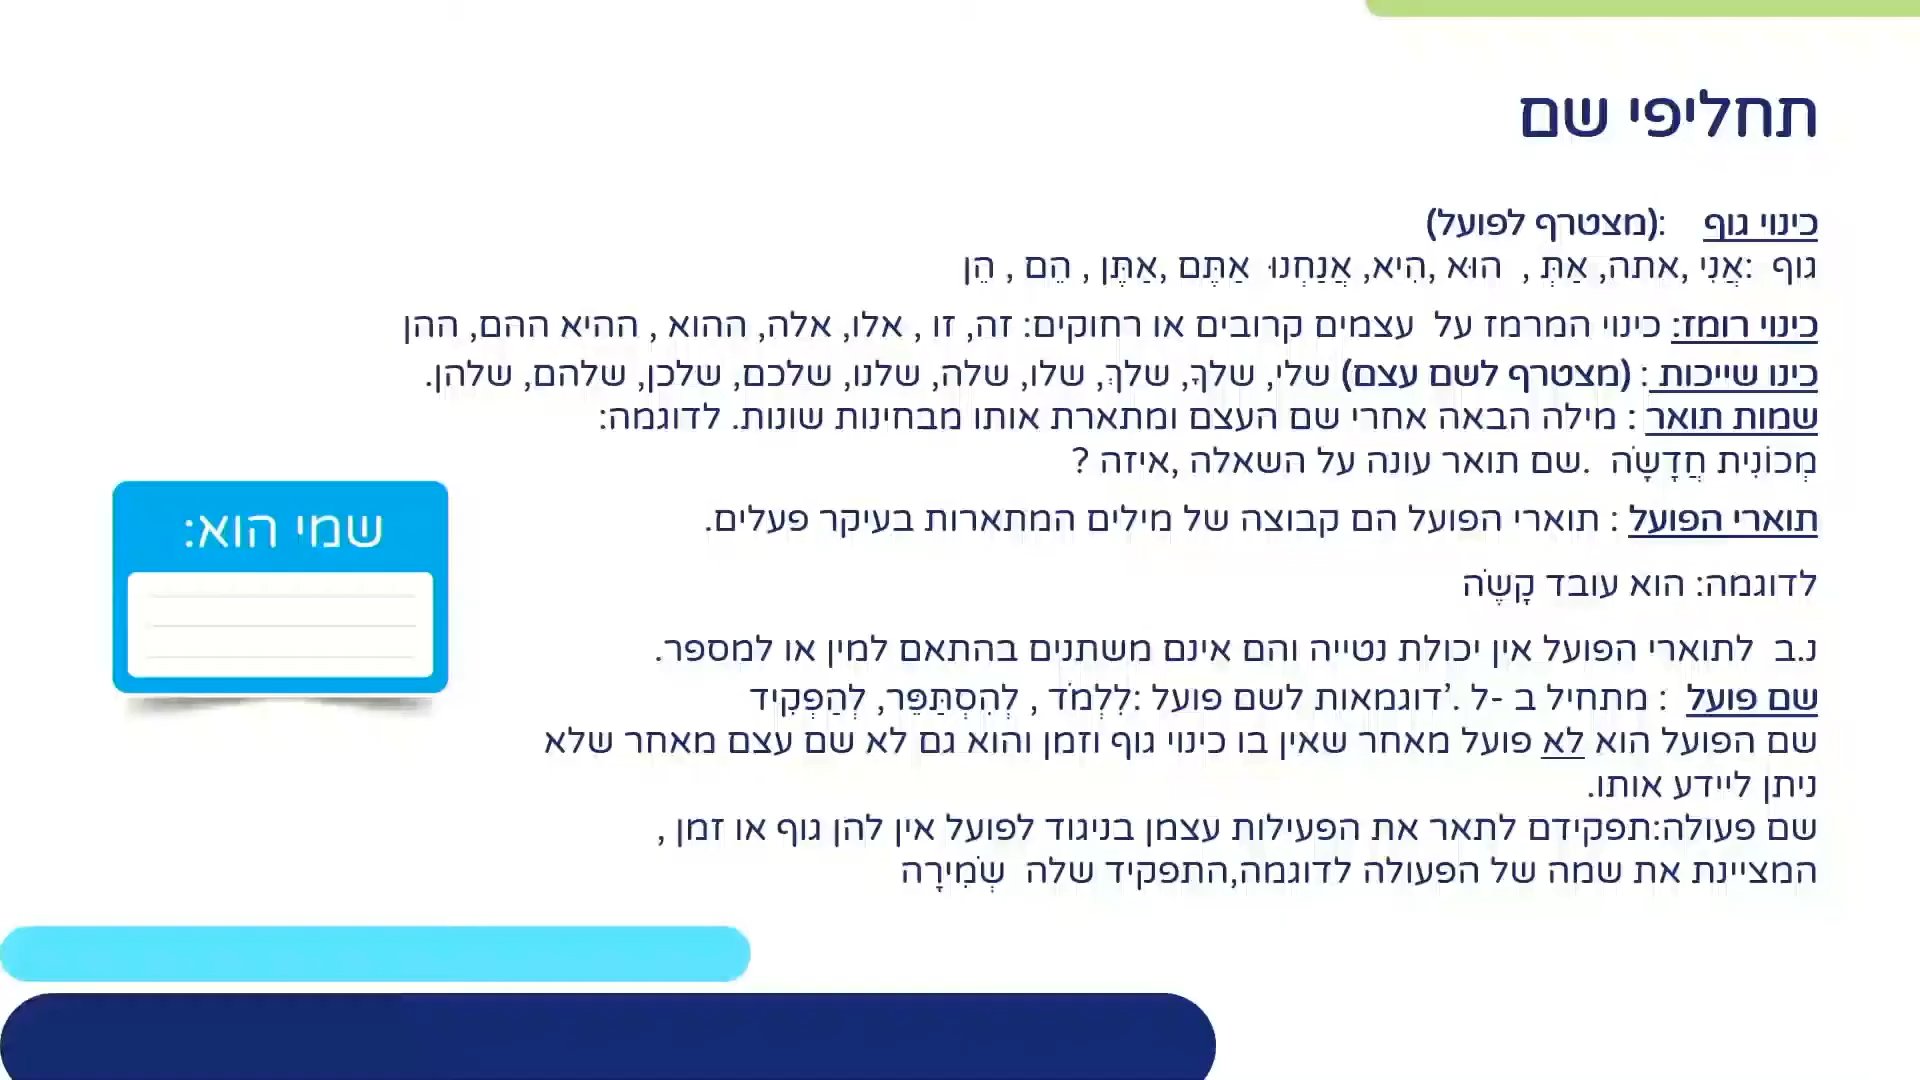 תחליפי שם
כינוי גוף :(מצטרף לפועל)
גוף :אֲנִי ,אתה, אַתְּ , הוּא ,הִיא, אֲנַחְנוּ אַתֶּם ,אַתֶּן , הֵם , הֵן
כינוי רומז: כינוי המרמז על עצמים קרובים או רחוקים: זה, זו , אלו, אלה, ההוא , ההיא ההם, ההן
כינו שייכות : (מצטרף לשם עצם) שלי, שלךָ, שלךְ, שלו, שלה, שלנו, שלכם, שלכן, שלהם, שלהן.
שמות תואר : מילה הבאה אחרי שם העצם ומתארת אותו מבחינות שונות. לדוגמה:
מְכוֹנִית חֲדָשָׂה .שם תואר עונה על השאלה ,איזה ?
תוארי הפועל : תוארי הפועל הם קבוצה של מילים המתארות בעיקר פעלים.
לדוגמה: הוא עובד קָשֶׂה
נ.ב לתוארי הפועל אין יכולת נטייה והם אינם משתנים בהתאם למין או למספר.
שם פועל : מתחיל ב -ל .'דוגמאות לשם פועל :לִלְמֹד , לְהִסְתַּפֵּר, לְהַפְקִיד
שם הפועל הוא לא פועל מאחר שאין בו כינוי גוף וזמן והוא גם לא שם עצם מאחר שלא
ניתן ליידע אותו.
שם פעולה:תפקידם לתאר את הפעילות עצמן בניגוד לפועל אין להן גוף או זמן ,
המציינת את שמה של הפעולה לדוגמה,התפקיד שלה שְׂמִירָה
שמי הוא: